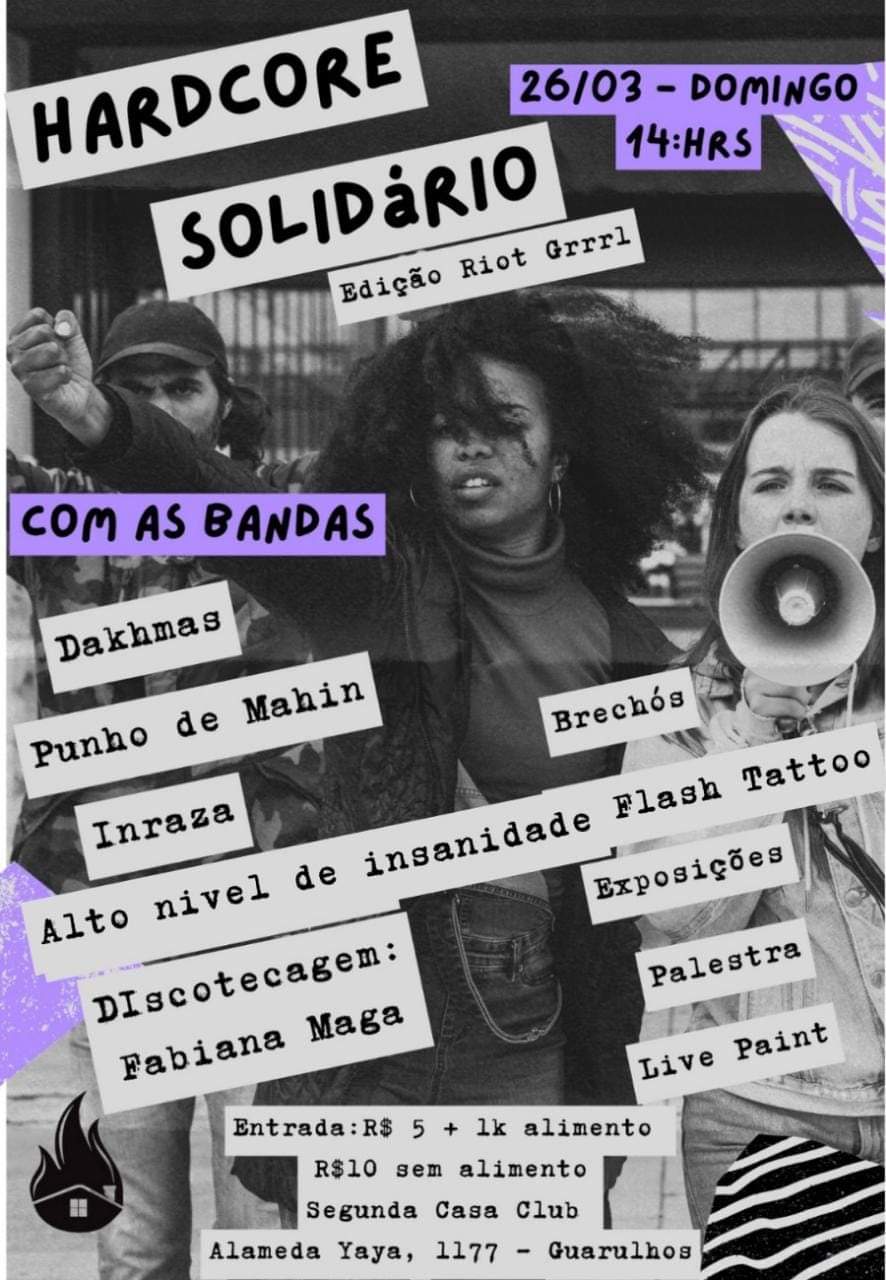 HARDCORE
SOLIDáRIO
Edição Riot Grrrl
26/03 - DOMINGO
14:HRS
COM AS BANDAS
Dakhmas
Punho de Mahin
Inraza
Alto nivel de insanidade
DIscotecagem:
Fabiana Maga
Brechós
Flash Tattoo
Exposições
Palestra
Live Paint
Entrada:R$ 5 + 1k alimento
R$10 sem alimento
Segunda Casa Club
Alameda Yaya, 1177 - Guarulhos